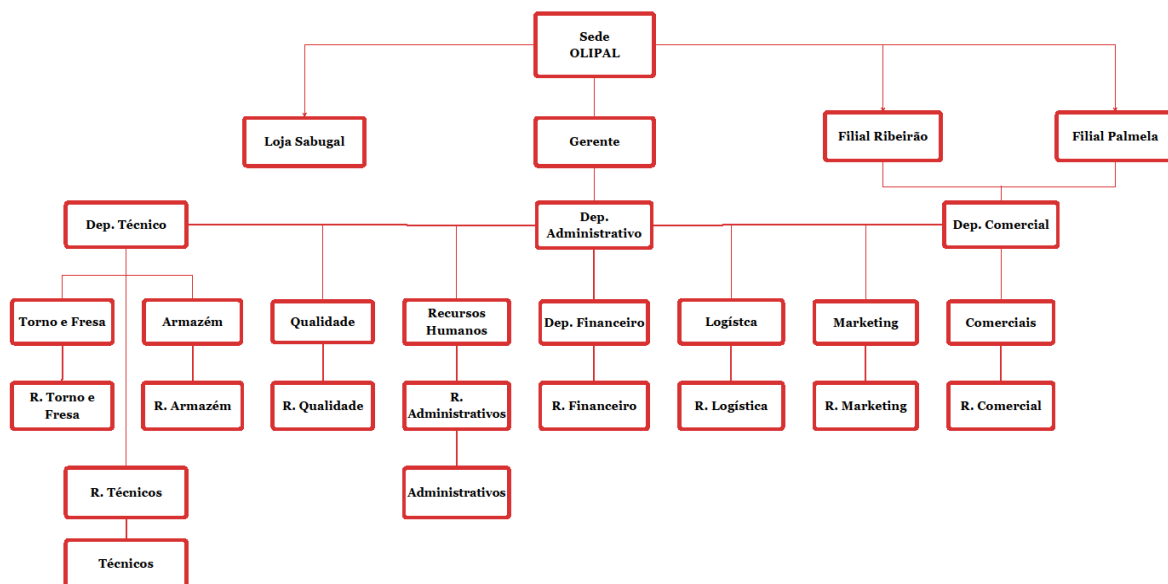 Sede
OLIPAL
Loja Sabugal
Gerente
Filial Ribeirão
Filial Palmela
Dep. Técnico
Dep.
Administrativo
Dep. Comercial
Torno e Fresa
Armazém
Qualidade
Recursos
Humanos
Dep. Financeiro
Logístca
Marketing
Comerciais
R. Torno e
Fresa
R. Armazém
R. Qualidade
R.
Administrativos
R. Financeiro
R. Logística
R. Marketing
R. Comercial
R. Técnicos
Administrativos
Técnicos